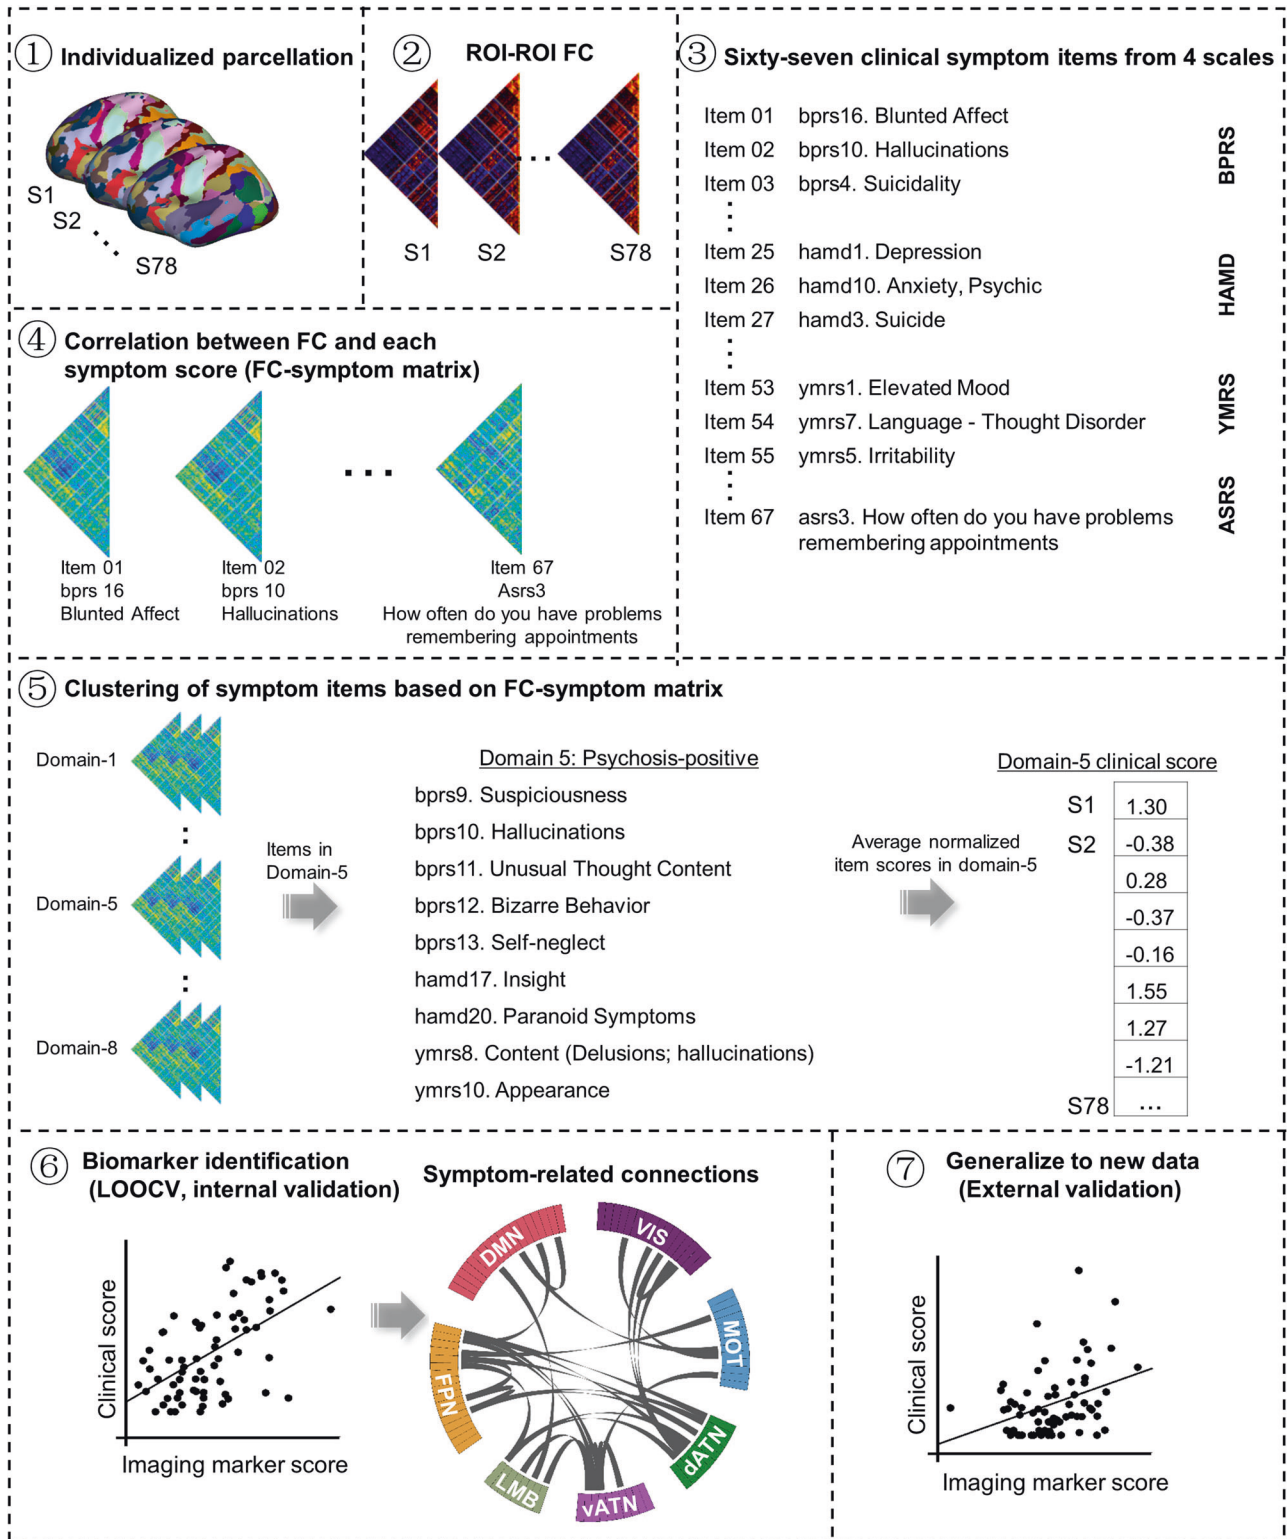 ① Individualized parcellation
S1
S2
S78
② ROI-ROI FC
S1 S2 S78
③ Sixty-seven clinical symptom items from 4 scales
Item 01 bprs16. Blunted Affect
Item 02 bprs10. Hallucinations
Item 03 bprs4. Suicidality
BPRS
Item 25 hamd1. Depression
Item 26 hamd10. Anxiety, Psychic
Item 27 hamd3. Suicide
HAMD
Item 53 ymrs1. Elevated Mood
Item 54 ymrs7. Language - Thought Disorder
Item 55 ymrs5. Irritability
YMRS
Item 67 asrs3. How often do you have problems
remembering appointments
ASRS
④ Correlation between FC and each
symptom score (FC-symptom matrix)
Item 01
bprs 16
Blunted Affect
Item 02
bprs 10
Hallucinations
Item 67
Asrs3
How often do you have problems
remembering appointments
⑤ Clustering of symptom items based on FC-symptom matrix
Domain-1
Domain-5
Domain-8
Items in
Domain-5
Domain 5: Psychosis-positive
bprs9. Suspiciousness
bprs10. Hallucinations
bprs11. Unusual Thought Content
bprs12. Bizarre Behavior
bprs13. Self-neglect
hamd17. Insight
hamd20. Paranoid Symptoms
ymrs8. Content (Delusions; hallucinations)
ymrs10. Appearance
Average normalized
item scores in domain-5
Domain-5 clinical score
S1 1.30
S2 -0.38
0.28
-0.37
-0.16
1.55
1.27
-1.21
S78 ...
⑥ Biomarker identification
(LOOCV, internal validation)
Clinical score
Imaging marker score
Symptom-related connections
DMN
VIS
MOT
dATN
vATN
LMB
FPN
⑦ Generalize to new data
(External validation)
Clinical score
Imaging marker score